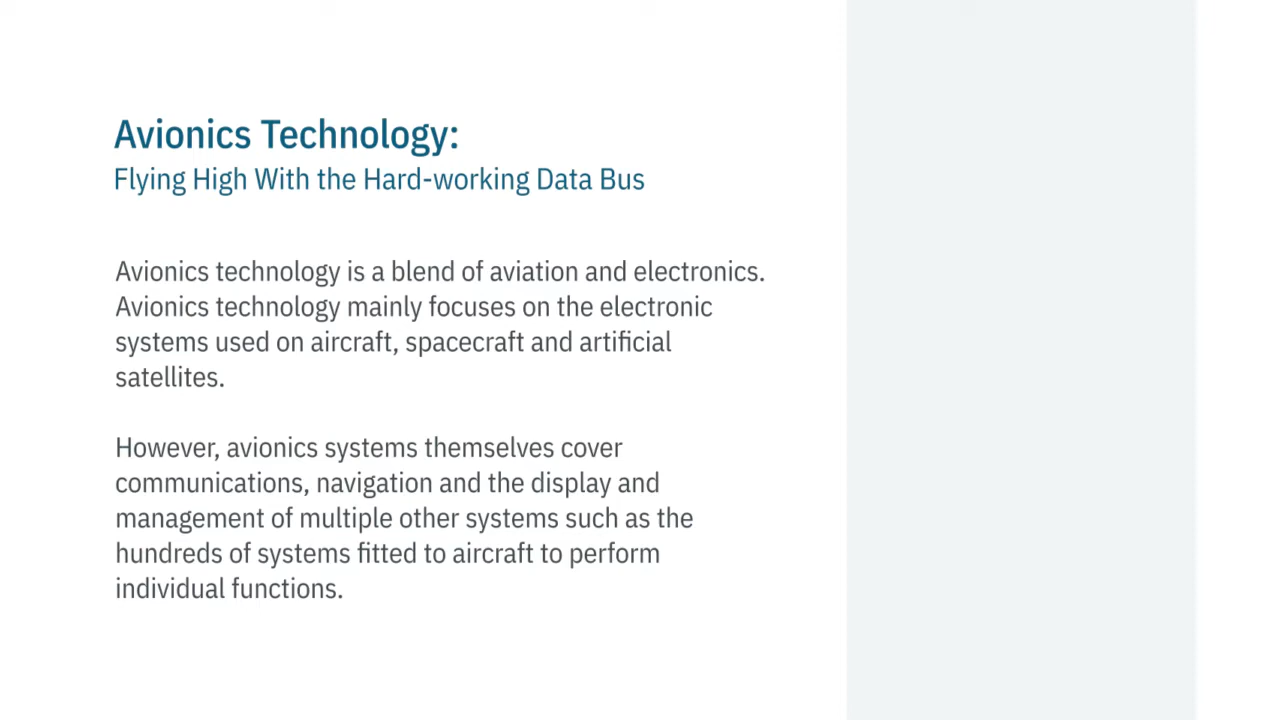 Avionics Technology:
Flying High With the Hard-working Data Bus
Avionics technology is a blend of aviation and electronics.
Avionics technology mainly focuses on the electronic
systems used on aircraft, spacecraft and artificial
satellites.
However, avionics systems themselves cover
communications, navigation and the display and
management of multiple other systems such as the
hundreds of systems fitted to aircraft to perform
individual functions.